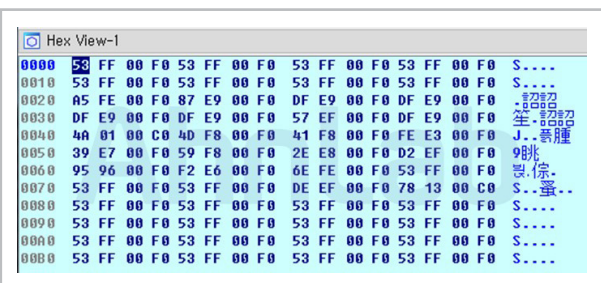 Hex View-1
0000 53 FF 00 F0 53 FF 00 F0 53 FF 00 F0 53 FF 00 F0 S....
0010 53 FF 00 F0 53 FF 00 F0 53 FF 00 F0 53 FF 00 F0 S....
0020 A5 FE 00 F0 87 E9 00 F0 DF E9 00 F0 DF E9 00 F0 .詔詔
0030 DF E9 00 F0 DF E9 00 F0 57 EF 00 F0 DF E9 00 F0 笙.詔詔
0040 4A 01 00 C0 4D F8 00 F0 41 F8 00 F0 FE E3 00 F0 J..
0050 39 E7 00 F0 59 F8 00 F0 2E E8 00 F0 D2 EF 00 F0 9眺
0060 95 96 00 F0 F2 E6 00 F0 6E FE 00 F0 53 FF 00 F0
0070 53 FF 00 F0 53 FF 00 F0 DE EF 00 F0 78 13 00 C0 S..蚤..
0080 53 FF 00 F0 53 FF 00 F0 53 FF 00 F0 53 FF 00 F0 S....
0090 53 FF 00 F0 53 FF 00 F0 53 FF 00 F0 53 FF 00 F0 S....
00A0 53 FF 00 F0 53 FF 00 F0 53 FF 00 F0 53 FF 00 F0 S....
00B0 53 FF 00 F0 53 FF 00 F0 53 FF 00 F0 53 FF 00 F0 S....
AhnLab